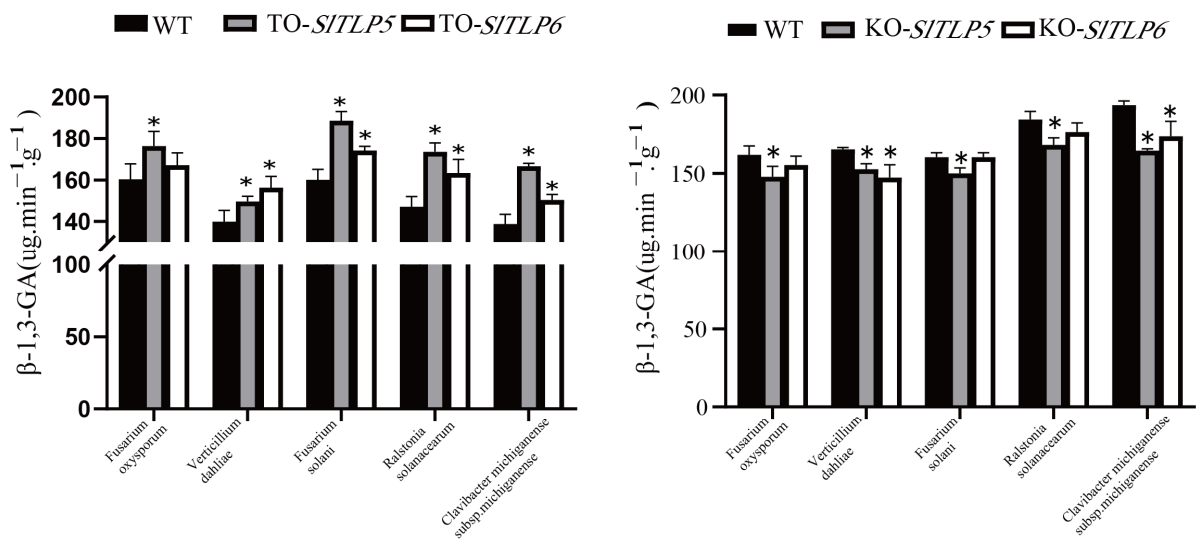 WT TO-SlTLP5 TO-SlTLP6
β-1,3-GA(ug.min⁻¹.g⁻¹)
200
180
160
140
100
50
0
Fusarium
oxysporum
Verticillium
dahliae
Fusarium
solani
Ralstonia
solanacearum
Clavibacter michiganense
subsp.michiganense
* * * * * * * *
WT KO-SlTLP5 KO-SlTLP6
β-1,3-GA(ug.min⁻¹.g⁻¹)
200
150
100
50
0
Fusarium
oxysporum
Verticillium
dahliae
Fusarium
solani
Ralstonia
solanacearum
Clavibacter michiganense
subsp.michiganense
* * * * * * *